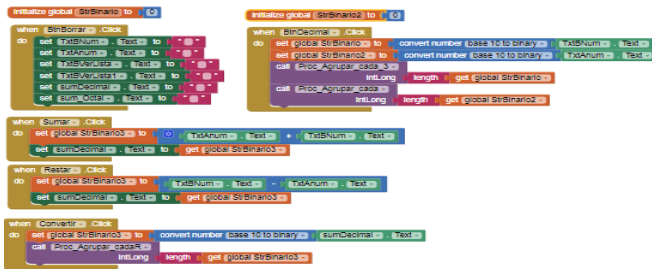 initialize global StrBinario to 0
initialize global StrBinario2 to 0
when BtnBorrar .Click
do set TxtBNum . Text to " "
set TxtAnum . Text to " "
set TxtBVerLista . Text to " "
set TxtBVerLista1 . Text to " "
set sumDecimal . Text to " "
set sum_Octal . Text to " "
when BtnDecimal .Click
do set global StrBinario to convert number base 10 to binary TxtBNum . Text
set global StrBinario2 to convert number base 10 to binary TxtAnum . Text
call Proc_Agrupar_cada_3
IntLong length get global StrBinario
call Proc_Agrupar_cada
IntLong length get global StrBinario2
when Sumar .Click
do set global StrBinario3 to TxtAnum . Text + TxtBNum . Text
set sumDecimal . Text to get global StrBinario3
when Restar .Click
do set global StrBinario3 to TxtBNum . Text - TxtAnum . Text
set sumDecimal . Text to get global StrBinario3
when Convertir .Click
do set global StrBinario3 to convert number base 10 to binary sumDecimal . Text
call Proc_Agrupar_cadaR
IntLong length get global StrBinario3